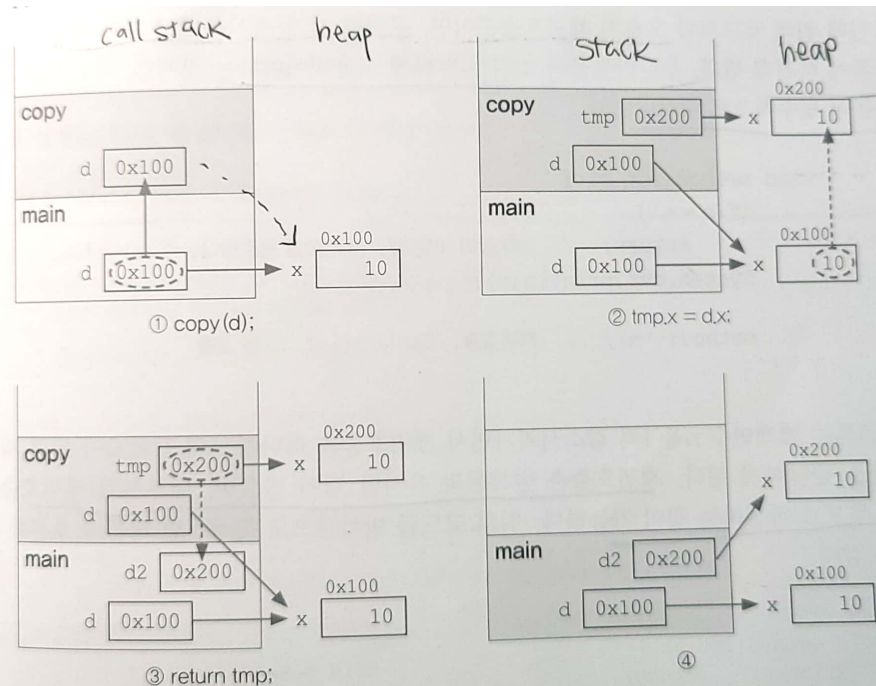 call stack heap
copy
d 0x100
main
0x100
d 0x100 x 10
① copy(d);
stack heap
0x200
copy
tmp 0x200 x 10
d 0x100
main
0x100
d 0x100 x 10
② tmp.x = d.x;
0x200
copy
tmp 0x200 x 10
d 0x100
main
d2 0x200
0x100
d 0x100 x 10
③ return tmp;
0x200
x 10
main
d2 0x200
0x100
d 0x100 x 10
④